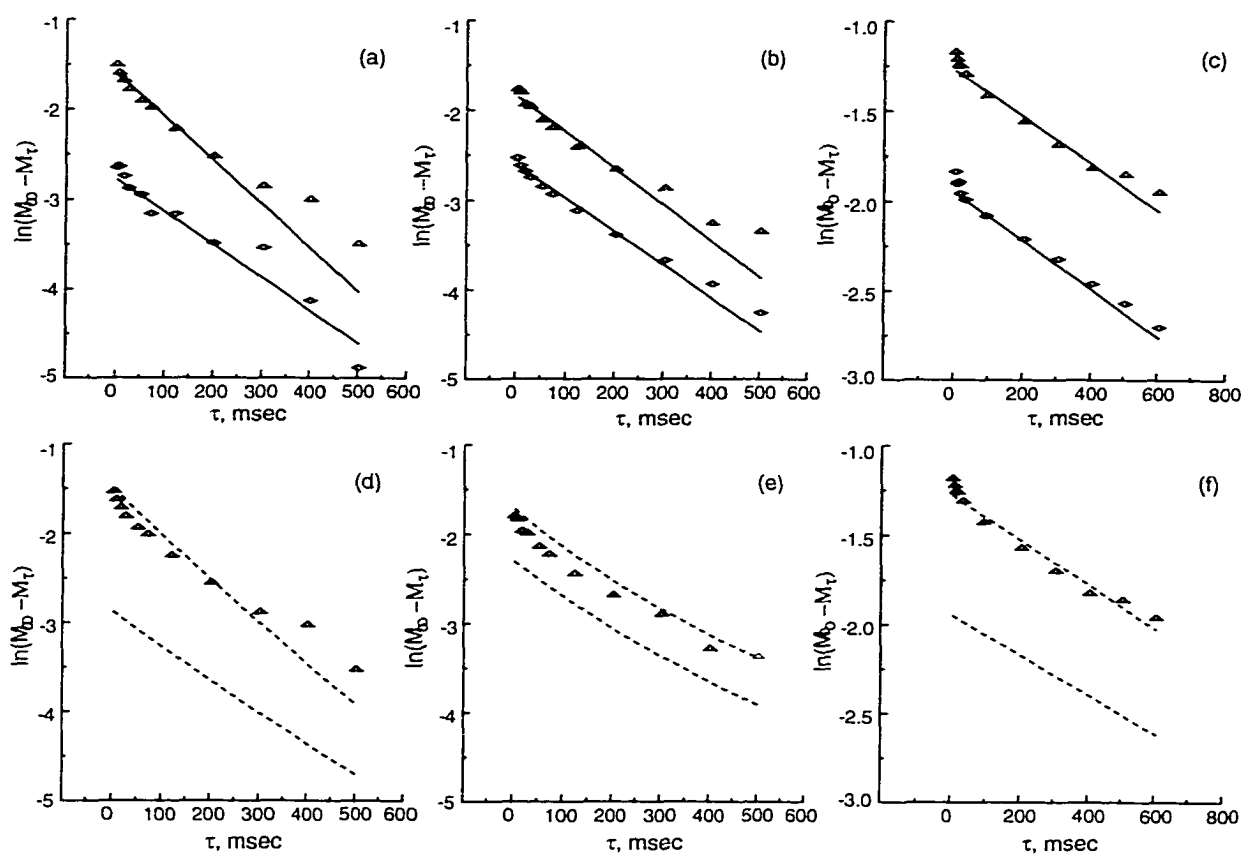 (a)
ln(M∞ – Mτ)
-1
-2
-3
-4
-5
0 100 200 300 400 500 600
τ, msec
(b)
ln(M∞ – Mτ)
-1
-2
-3
-4
-5
0 100 200 300 400 500 600
τ, msec
(c)
ln(M∞ – Mτ)
-1.0
-1.5
-2.0
-2.5
-3.0
0 200 400 600 800
τ, msec
(d)
ln(M∞ – Mτ)
-1
-2
-3
-4
-5
0 100 200 300 400 500 600
τ, msec
(e)
ln(M∞ – Mτ)
-1
-2
-3
-4
-5
0 100 200 300 400 500 600
τ, msec
(f)
ln(M∞ – Mτ)
-1.0
-1.5
-2.0
-2.5
-3.0
0 200 400 600 800
τ, msec